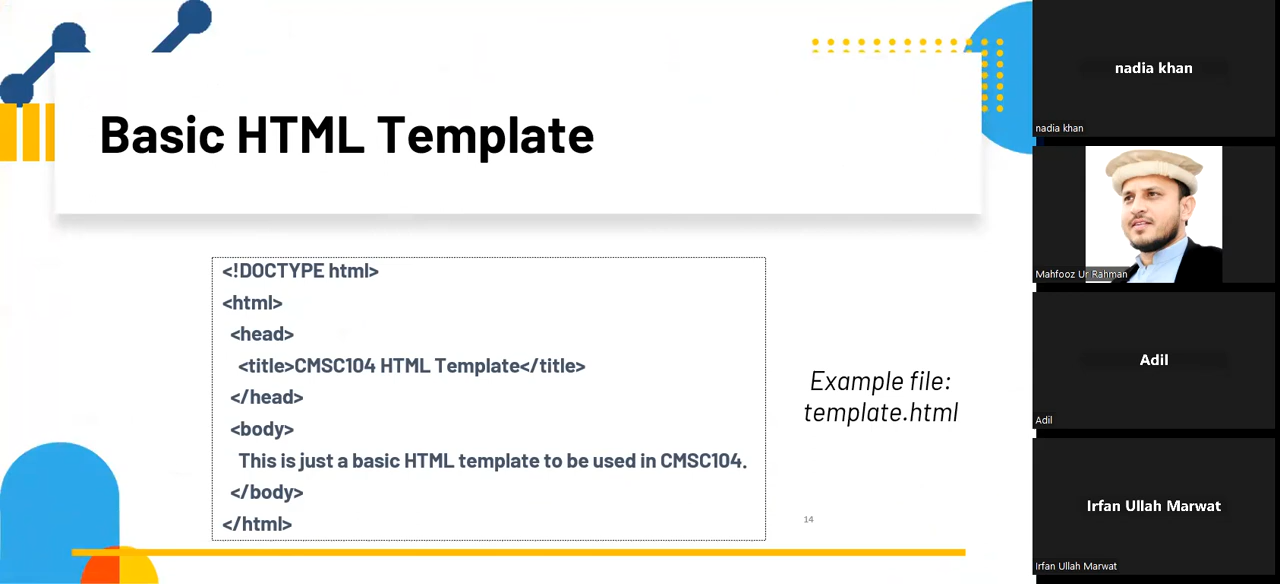 Basic HTML Template
<!DOCTYPE html>
<html>
<head>
<title>CMSC104 HTML Template</title>
</head>
<body>
This is just a basic HTML template to be used in CMSC104.
</body>
</html>
Example file:
template.html
14
nadia khan
nadia khan
Mahfooz Ur Rahman
Adil
Adil
Irfan Ullah Marwat
Irfan Ullah Marwat